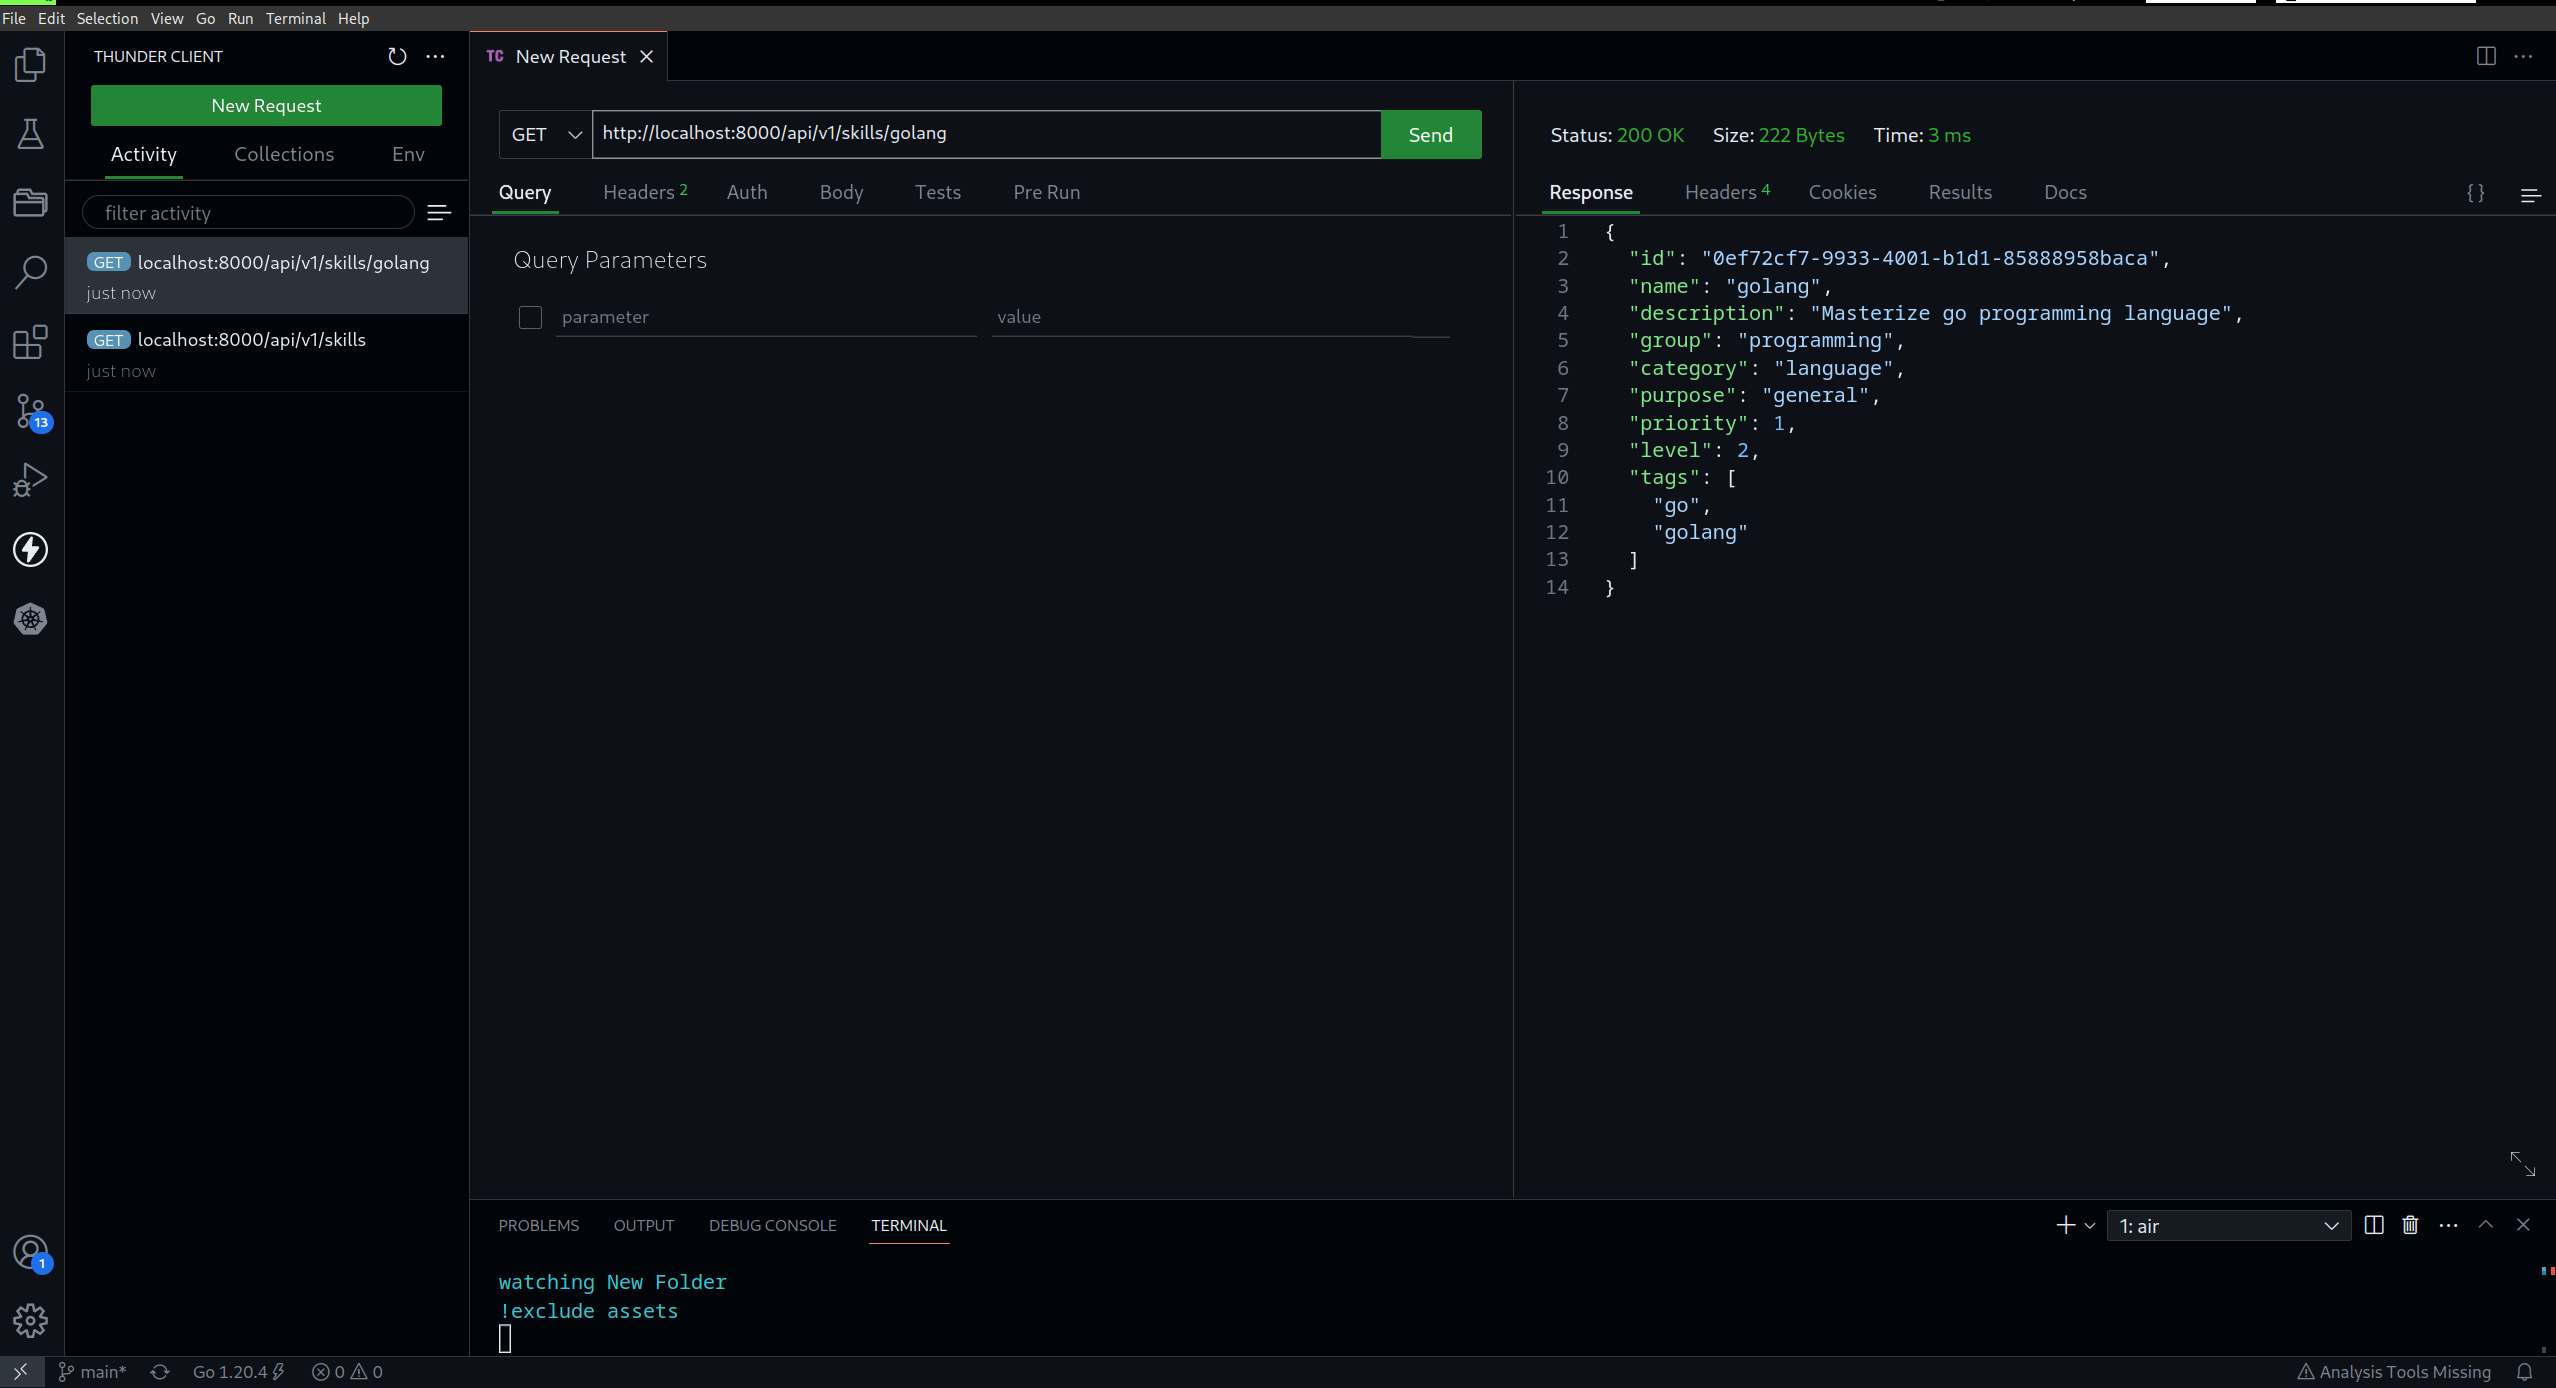 File Edit Selection View Go Run Terminal Help
THUNDER CLIENT
New Request
Activity Collections Env
filter activity
GET localhost:8000/api/v1/skills/golang
just now
GET localhost:8000/api/v1/skills
just now
13
1
TC New Request
GET http://localhost:8000/api/v1/skills/golang Send
Query Headers 2 Auth Body Tests Pre Run
Query Parameters
parameter value
Status: 200 OK Size: 222 Bytes Time: 3 ms
Response Headers 4 Cookies Results Docs {}
1 {
2 "id": "0ef72cf7-9933-4001-b1d1-85888958baca",
3 "name": "golang",
4 "description": "Masterize go programming language",
5 "group": "programming",
6 "category": "language",
7 "purpose": "general",
8 "priority": 1,
9 "level": 2,
10 "tags": [
11 "go",
12 "golang"
13 ]
14 }
PROBLEMS OUTPUT DEBUG CONSOLE TERMINAL 1: air
watching New Folder
!exclude assets
main* Go 1.20.4 0 0 Analysis Tools Missing